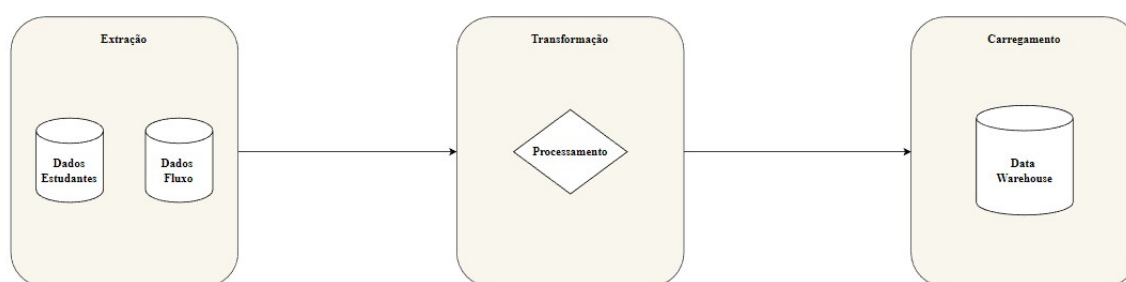 Extração
Dados
Estudantes
Dados
Fluxo
Transformação
Processamento
Carregamento
Data
Warehouse